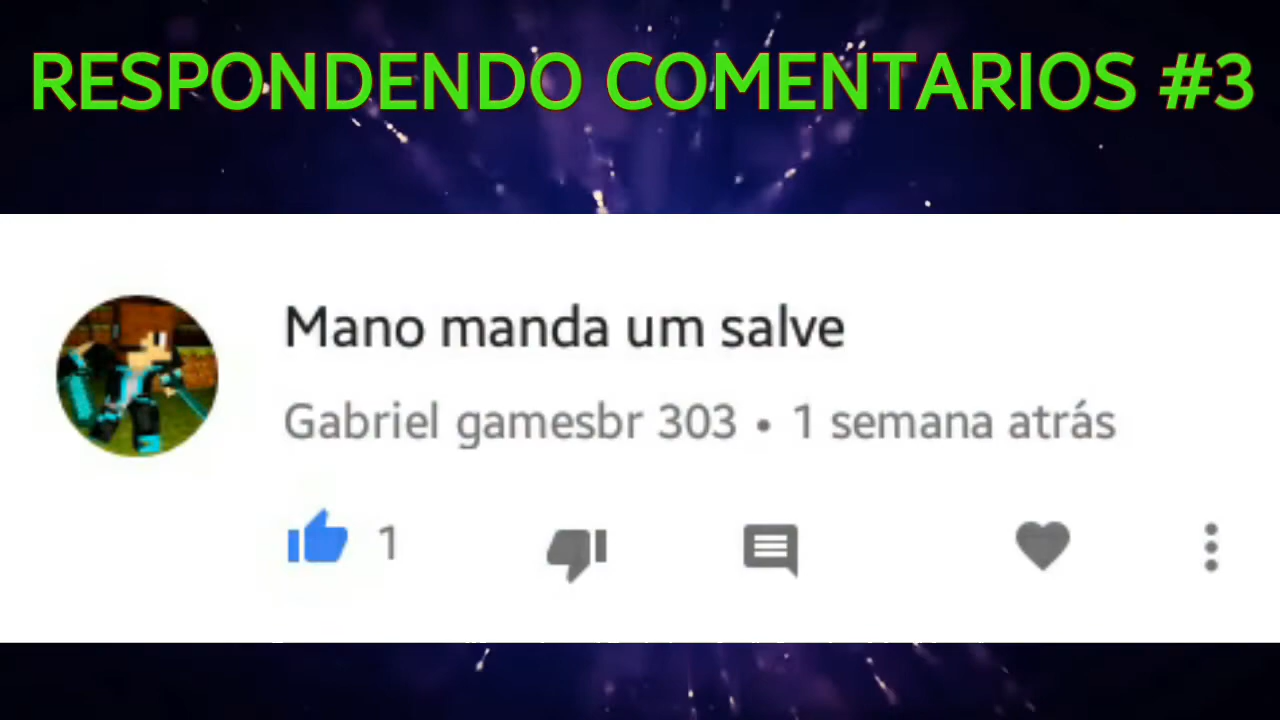 RESPONDENDO COMENTARIOS #3
Mano manda um salve
Gabriel gamesbr 303 • 1 semana atrás
1